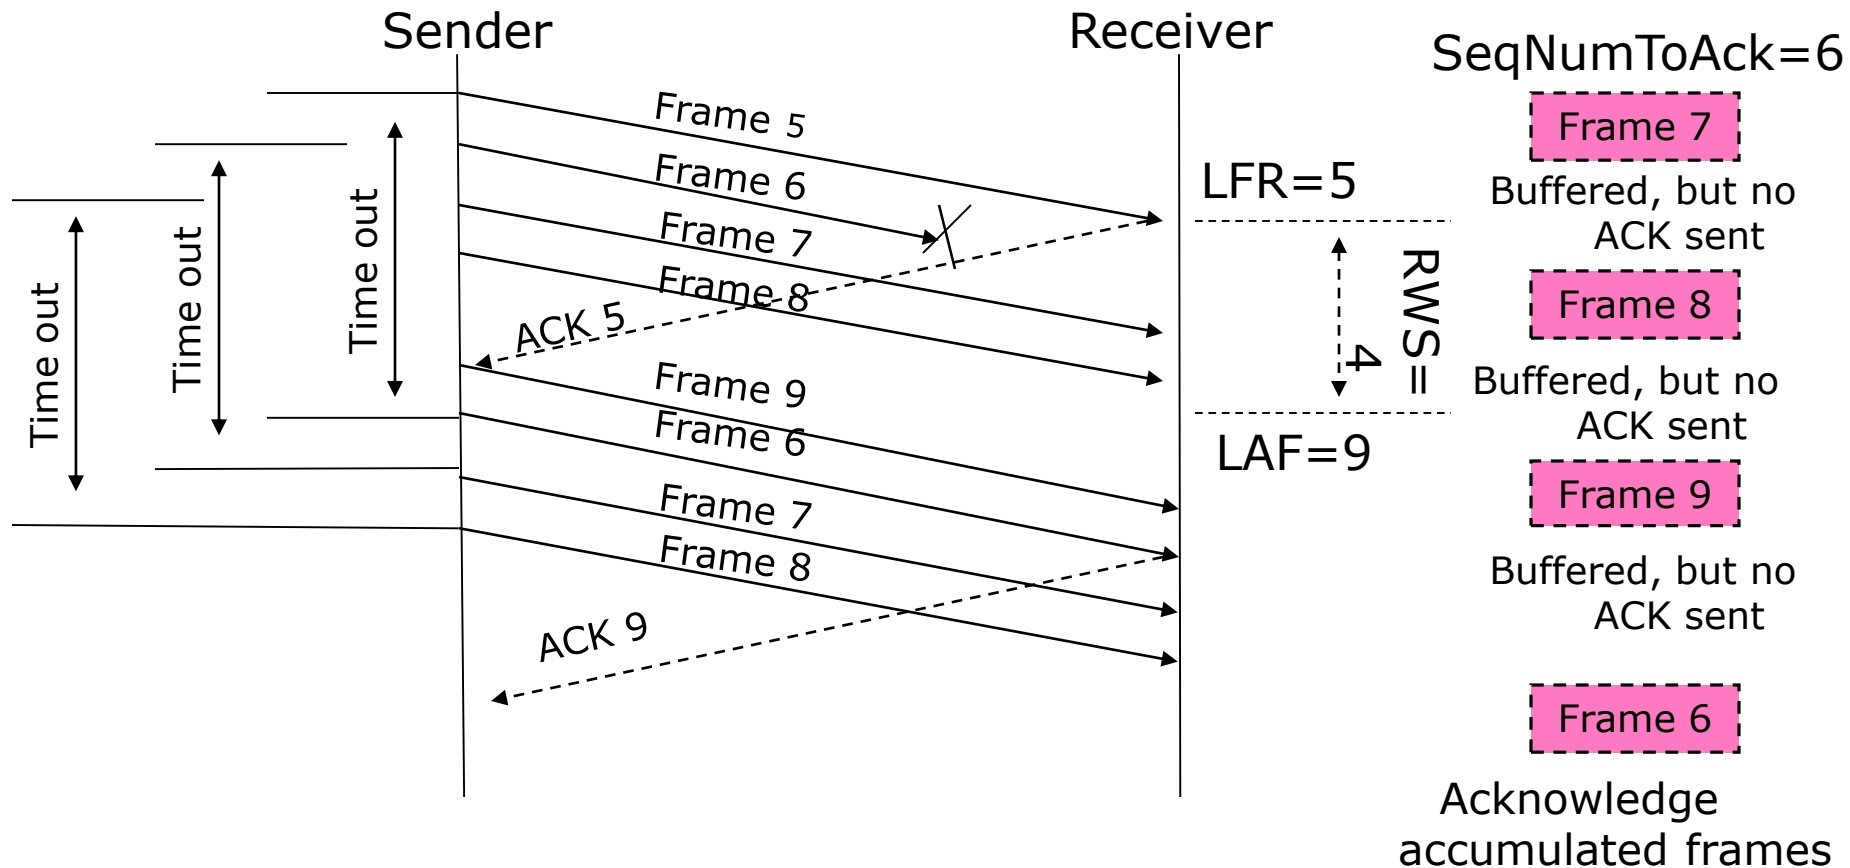 Sender
Receiver
SeqNumToAck=6
Frame 5
Frame 6
Frame 7
Frame 8
ACK 5
Frame 9
Frame 6
Frame 7
Frame 8
ACK 9
Time out
Time out
Time out
LFR=5
RWS=
4
LAF=9
Frame 7
Buffered, but no
ACK sent
Frame 8
Buffered, but no
ACK sent
Frame 9
Buffered, but no
ACK sent
Frame 6
Acknowledge
accumulated frames